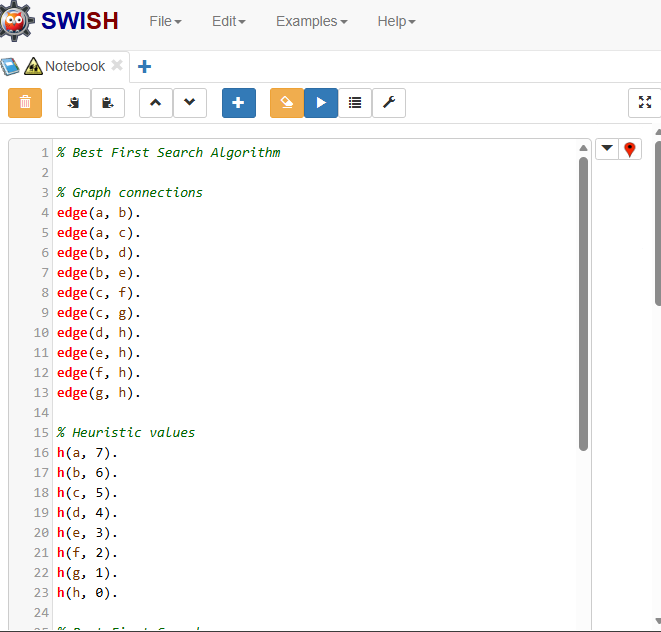 SWISH File Edit Examples Help
Notebook
1 % Best First Search Algorithm
2
3 % Graph connections
4 edge(a, b).
5 edge(a, c).
6 edge(b, d).
7 edge(b, e).
8 edge(c, f).
9 edge(c, g).
10 edge(d, h).
11 edge(e, h).
12 edge(f, h).
13 edge(g, h).
14
15 % Heuristic values
16 h(a, 7).
17 h(b, 6).
18 h(c, 5).
19 h(d, 4).
20 h(e, 3).
21 h(f, 2).
22 h(g, 1).
23 h(h, 0).
24